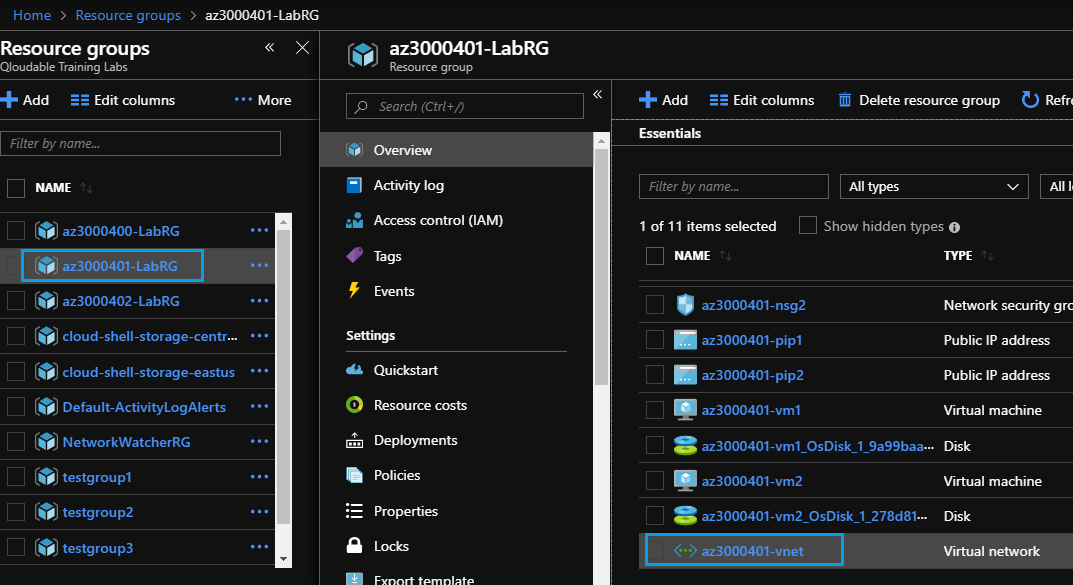 Home > Resource groups > az3000401-LabRG
Resource groups
Qloudable Training Labs
Add Edit columns More
Filter by name...
NAME
az3000400-LabRG
az3000401-LabRG
az3000402-LabRG
cloud-shell-storage-centr...
cloud-shell-storage-eastus
Default-ActivityLogAlerts
NetworkWatcherRG
testgroup1
testgroup2
testgroup3
az3000401-LabRG
Resource group
Search (Ctrl+/)
Overview
Activity log
Access control (IAM)
Tags
Events
Settings
Quickstart
Resource costs
Deployments
Policies
Properties
Locks
Export template
Add Edit columns Delete resource group Refre
Essentials
Filter by name... All types All l
1 of 11 items selected Show hidden types
NAME TYPE
az3000401-nsg2 Network security gro
az3000401-pip1 Public IP address
az3000401-pip2 Public IP address
az3000401-vm1 Virtual machine
az3000401-vm1_OsDisk_1_9a99baa... Disk
az3000401-vm2 Virtual machine
az3000401-vm2_OsDisk_1_278d81... Disk
az3000401-vnet Virtual network